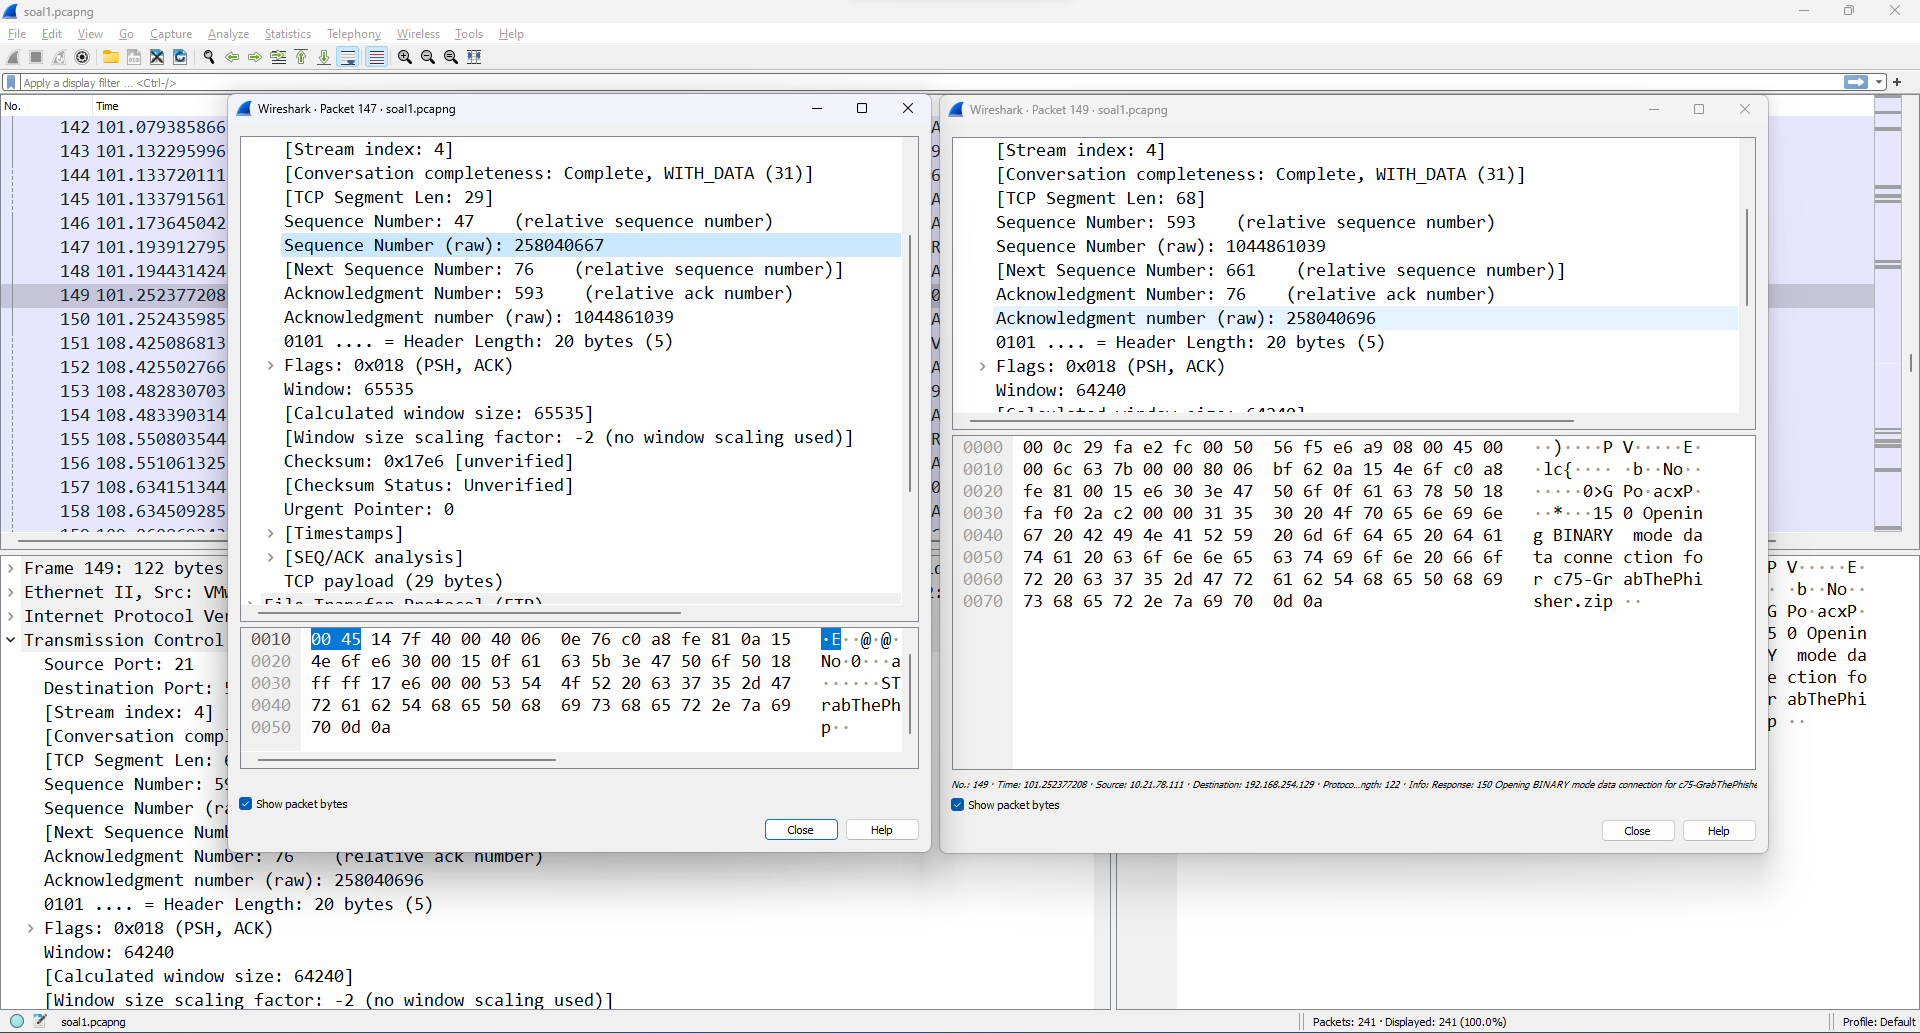 soal1.pcapng
File Edit View Go Capture Analyze Statistics Telephony Wireless Tools Help
Apply a display filter ... <Ctrl-/>
No. Time
142 101.079385866
143 101.132295996
144 101.133720111
145 101.133791561
146 101.173645042
147 101.193912795
148 101.194431424
149 101.252377208
150 101.252435985
151 108.425086813
152 108.425502766
153 108.482830703
154 108.483390314
155 108.550803544
156 108.551061325
157 108.634151344
158 108.634509285
Wireshark · Packet 147 · soal1.pcapng
[Stream index: 4]
[Conversation completeness: Complete, WITH_DATA (31)]
[TCP Segment Len: 29]
Sequence Number: 47    (relative sequence number)
Sequence Number (raw): 258040667
[Next Sequence Number: 76    (relative sequence number)]
Acknowledgment Number: 593    (relative ack number)
Acknowledgment number (raw): 1044861039
0101 .... = Header Length: 20 bytes (5)
Flags: 0x018 (PSH, ACK)
Window: 65535
[Calculated window size: 65535]
[Window size scaling factor: -2 (no window scaling used)]
Checksum: 0x17e6 [unverified]
[Checksum Status: Unverified]
Urgent Pointer: 0
[Timestamps]
[SEQ/ACK analysis]
TCP payload (29 bytes)
File Transfer Protocol (FTP)
0010 00 45 14 7f 40 00 40 06 0e 76 c0 a8 fe 81 0a 15 ·E··@·@·
0020 4e 6f e6 30 00 15 0f 61 63 5b 3e 47 50 6f 50 18 No·0···a
0030 ff ff 17 e6 00 00 53 54 4f 52 20 63 37 35 2d 47 ······ST
0040 72 61 62 54 68 65 50 68 69 73 68 65 72 2e 7a 69 rabThePh
0050 70 0d 0a p··
Show packet bytes
Close Help
Wireshark · Packet 149 · soal1.pcapng
[Stream index: 4]
[Conversation completeness: Complete, WITH_DATA (31)]
[TCP Segment Len: 68]
Sequence Number: 593    (relative sequence number)
Sequence Number (raw): 1044861039
[Next Sequence Number: 661    (relative sequence number)]
Acknowledgment Number: 76    (relative ack number)
Acknowledgment number (raw): 258040696
0101 .... = Header Length: 20 bytes (5)
Flags: 0x018 (PSH, ACK)
Window: 64240
[Calculated window size: 64240]
0000 00 0c 29 fa e2 fc 00 50 56 f5 e6 a9 08 00 45 00 ··)····P V·····E·
0010 00 6c 63 7b 00 00 80 06 bf 62 0a 15 4e 6f c0 a8 ·lc{···· ·b··No··
0020 fe 81 00 15 e6 30 3e 47 50 6f 0f 61 63 78 50 18 ·····0>G Po·acxP·
0030 fa f0 2a c2 00 00 31 35 30 20 4f 70 65 6e 69 6e ··*···15 0 Openin
0040 67 20 42 49 4e 41 52 59 20 6d 6f 64 65 20 64 61 g BINARY mode da
0050 74 61 20 63 6f 6e 6e 65 63 74 69 6f 6e 20 66 6f ta conne ction fo
0060 72 20 63 37 35 2d 47 72 61 62 54 68 65 50 68 69 r c75-Gr abThePhi
0070 73 68 65 72 2e 7a 69 70 0d 0a sher.zip ··
No.: 149 · Time: 101.252377208 · Source: 10.21.78.111 · Destination: 192.168.254.129 · Protoco...ngth: 122 · Info: Response: 150 Opening BINARY mode data connection for c75-GrabThePhishe
Show packet bytes
Close Help
Frame 149: 122 bytes
Ethernet II, Src: VM
Internet Protocol Ver
Transmission Control
Source Port: 21
Destination Port:
[Stream index: 4]
[Conversation comp
[TCP Segment Len:
Sequence Number: 59
Sequence Number (ra
[Next Sequence Numb
Acknowledgment Number: 76    (relative ack number)
Acknowledgment number (raw): 258040696
0101 .... = Header Length: 20 bytes (5)
Flags: 0x018 (PSH, ACK)
Window: 64240
[Calculated window size: 64240]
[Window size scaling factor: -2 (no window scaling used)]
P V·····E·
·b··No··
G Po·acxP·
5 0 Openin
Y mode da
e ction fo
r abThePhi
p ··
soal1.pcapng
Packets: 241 · Displayed: 241 (100.0%)
Profile: Default